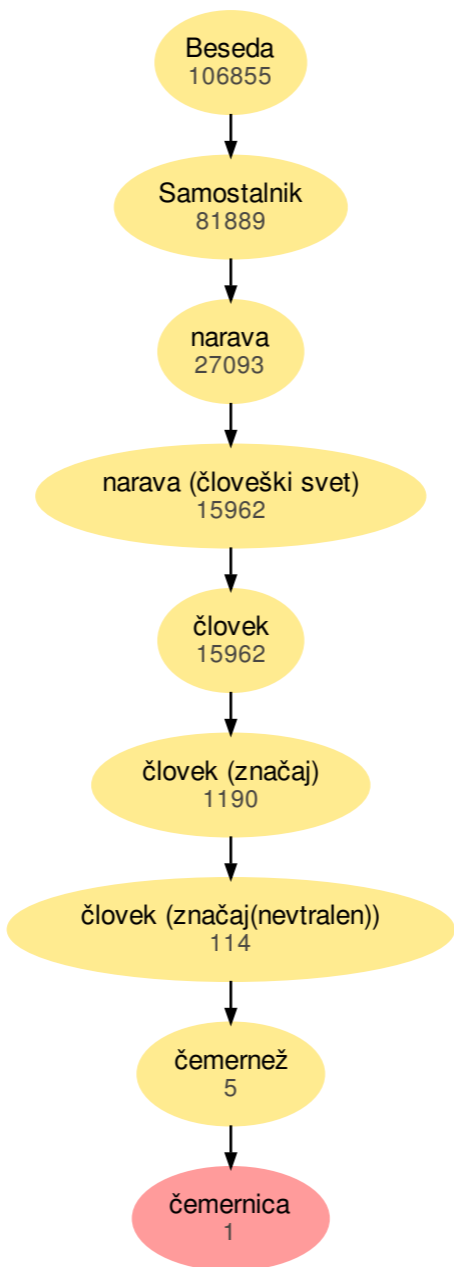 Beseda
106855
Samostalnik
81889
narava
27093
narava (človeški svet)
15962
človek
15962
človek (značaj)
1190
človek (značaj(nevtralen))
114
čemernež
5
čemernica
1